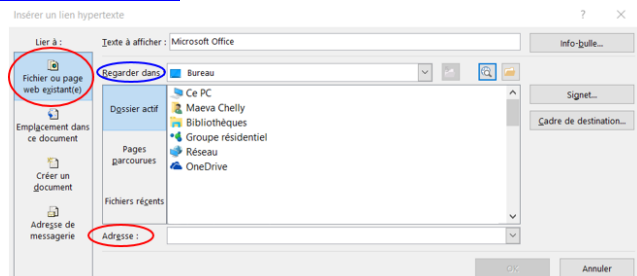 Insérer un lien hypertexte
Lier à :
Texte à afficher : Microsoft Office
Info-bulle...
Fichier ou page
web existant(e)
Regarder dans
Bureau
Emplacement dans
ce document
Créer un
document
Adresse de
messagerie
Dossier actif
Pages
parcourues
Fichiers récents
Ce PC
Maeva Chelly
Bibliothèques
Groupe résidentiel
Réseau
OneDrive
Signet...
Cadre de destination...
Adresse :
OK
Annuler